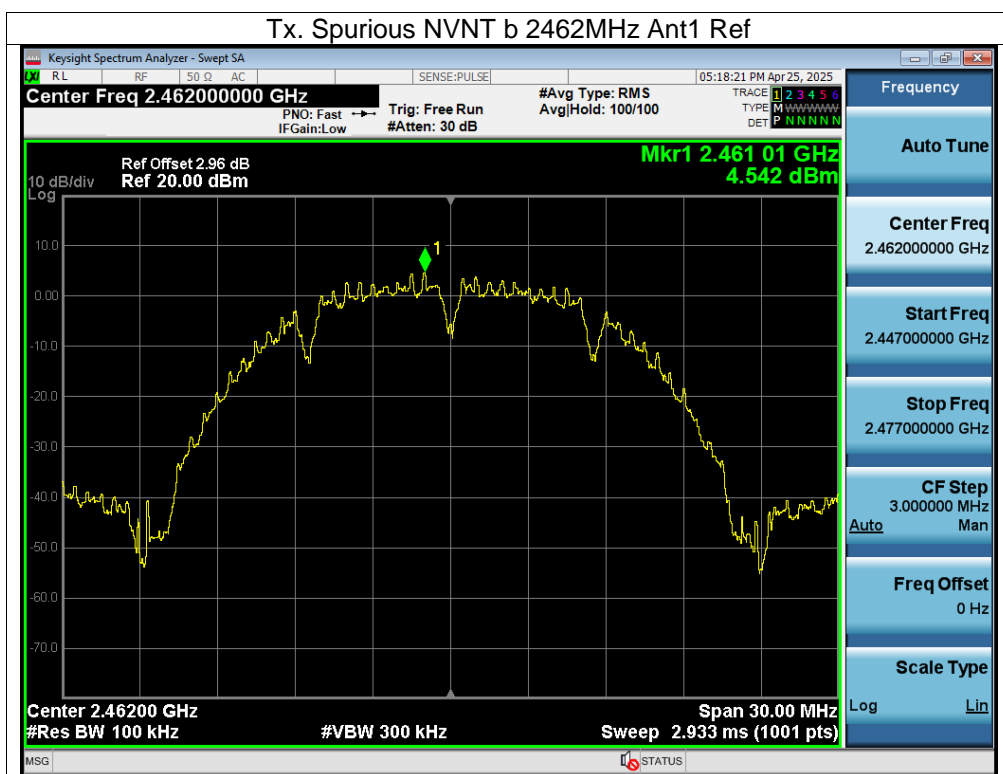 Tx. Spurious NVNT b 2462MHz Ant1 Ref
Keysight Spectrum Analyzer - Swept SA
LXI RL RF 50 Ω AC SENSE:PULSE 05:18:21 PM Apr 25, 2025
Center Freq 2.462000000 GHz
PNO: Fast
IFGain:Low
Trig: Free Run
#Atten: 30 dB
#Avg Type: RMS
Avg|Hold: 100/100
TRACE 1 2 3 4 5 6
TYPE M WWWWW
DET P N N N N N
Mkr1 2.461 01 GHz
4.542 dBm
Ref Offset 2.96 dB
10 dB/div Ref 20.00 dBm
Log
1
10.0
0.00
-10.0
-20.0
-30.0
-40.0
-50.0
-60.0
-70.0
Center 2.46200 GHz Span 30.00 MHz
#Res BW 100 kHz #VBW 300 kHz Sweep 2.933 ms (1001 pts)
MSG STATUS
Frequency
Auto Tune
Center Freq
2.462000000 GHz
Start Freq
2.447000000 GHz
Stop Freq
2.477000000 GHz
CF Step
3.000000 MHz
Auto Man
Freq Offset
0 Hz
Scale Type
Log Lin